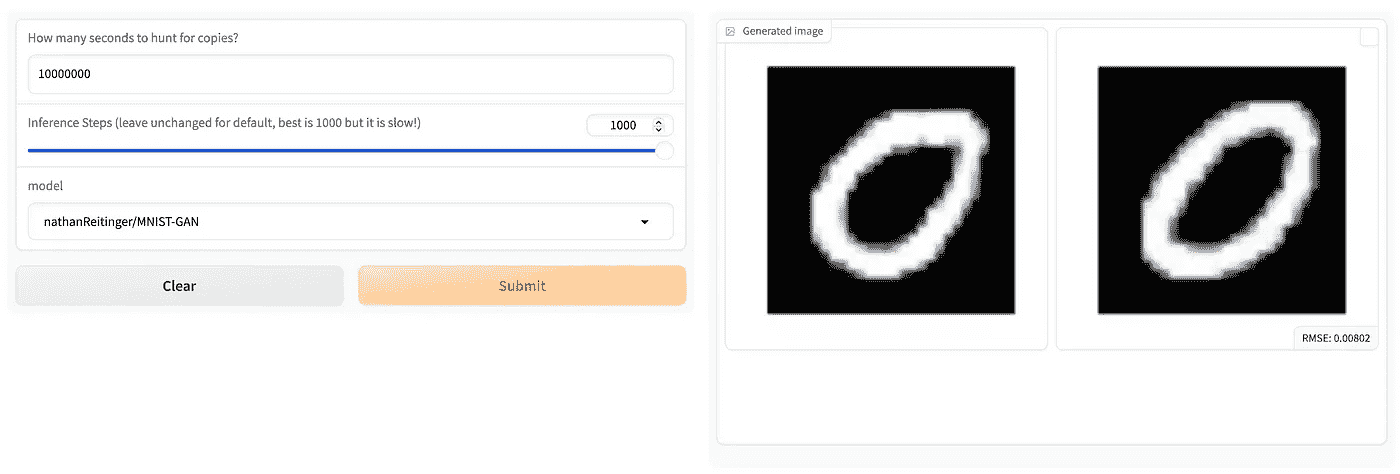 How many seconds to hunt for copies?
10000000
Inference Steps (leave unchanged for default, best is 1000 but it is slow!)
1000
model
nathanReitinger/MNIST-GAN
Clear
Submit
Generated image
RMSE: 0.00802